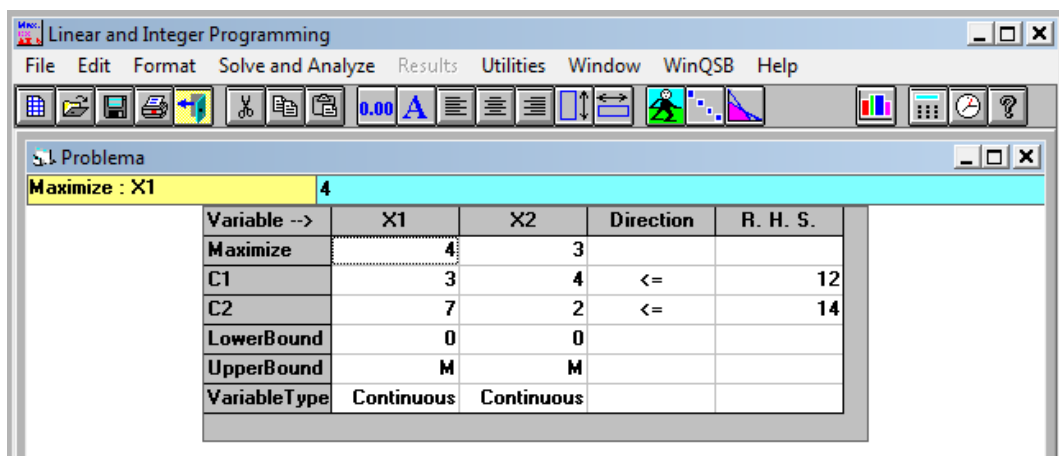 Linear and Integer Programming
File Edit Format Solve and Analyze Results Utilities Window WinQSB Help
0.00 A
Problema
Maximize : X1 4
Variable --> X1 X2 Direction R. H. S.
Maximize 4 3
C1 3 4 <= 12
C2 7 2 <= 14
LowerBound 0 0
UpperBound M M
VariableType Continuous Continuous